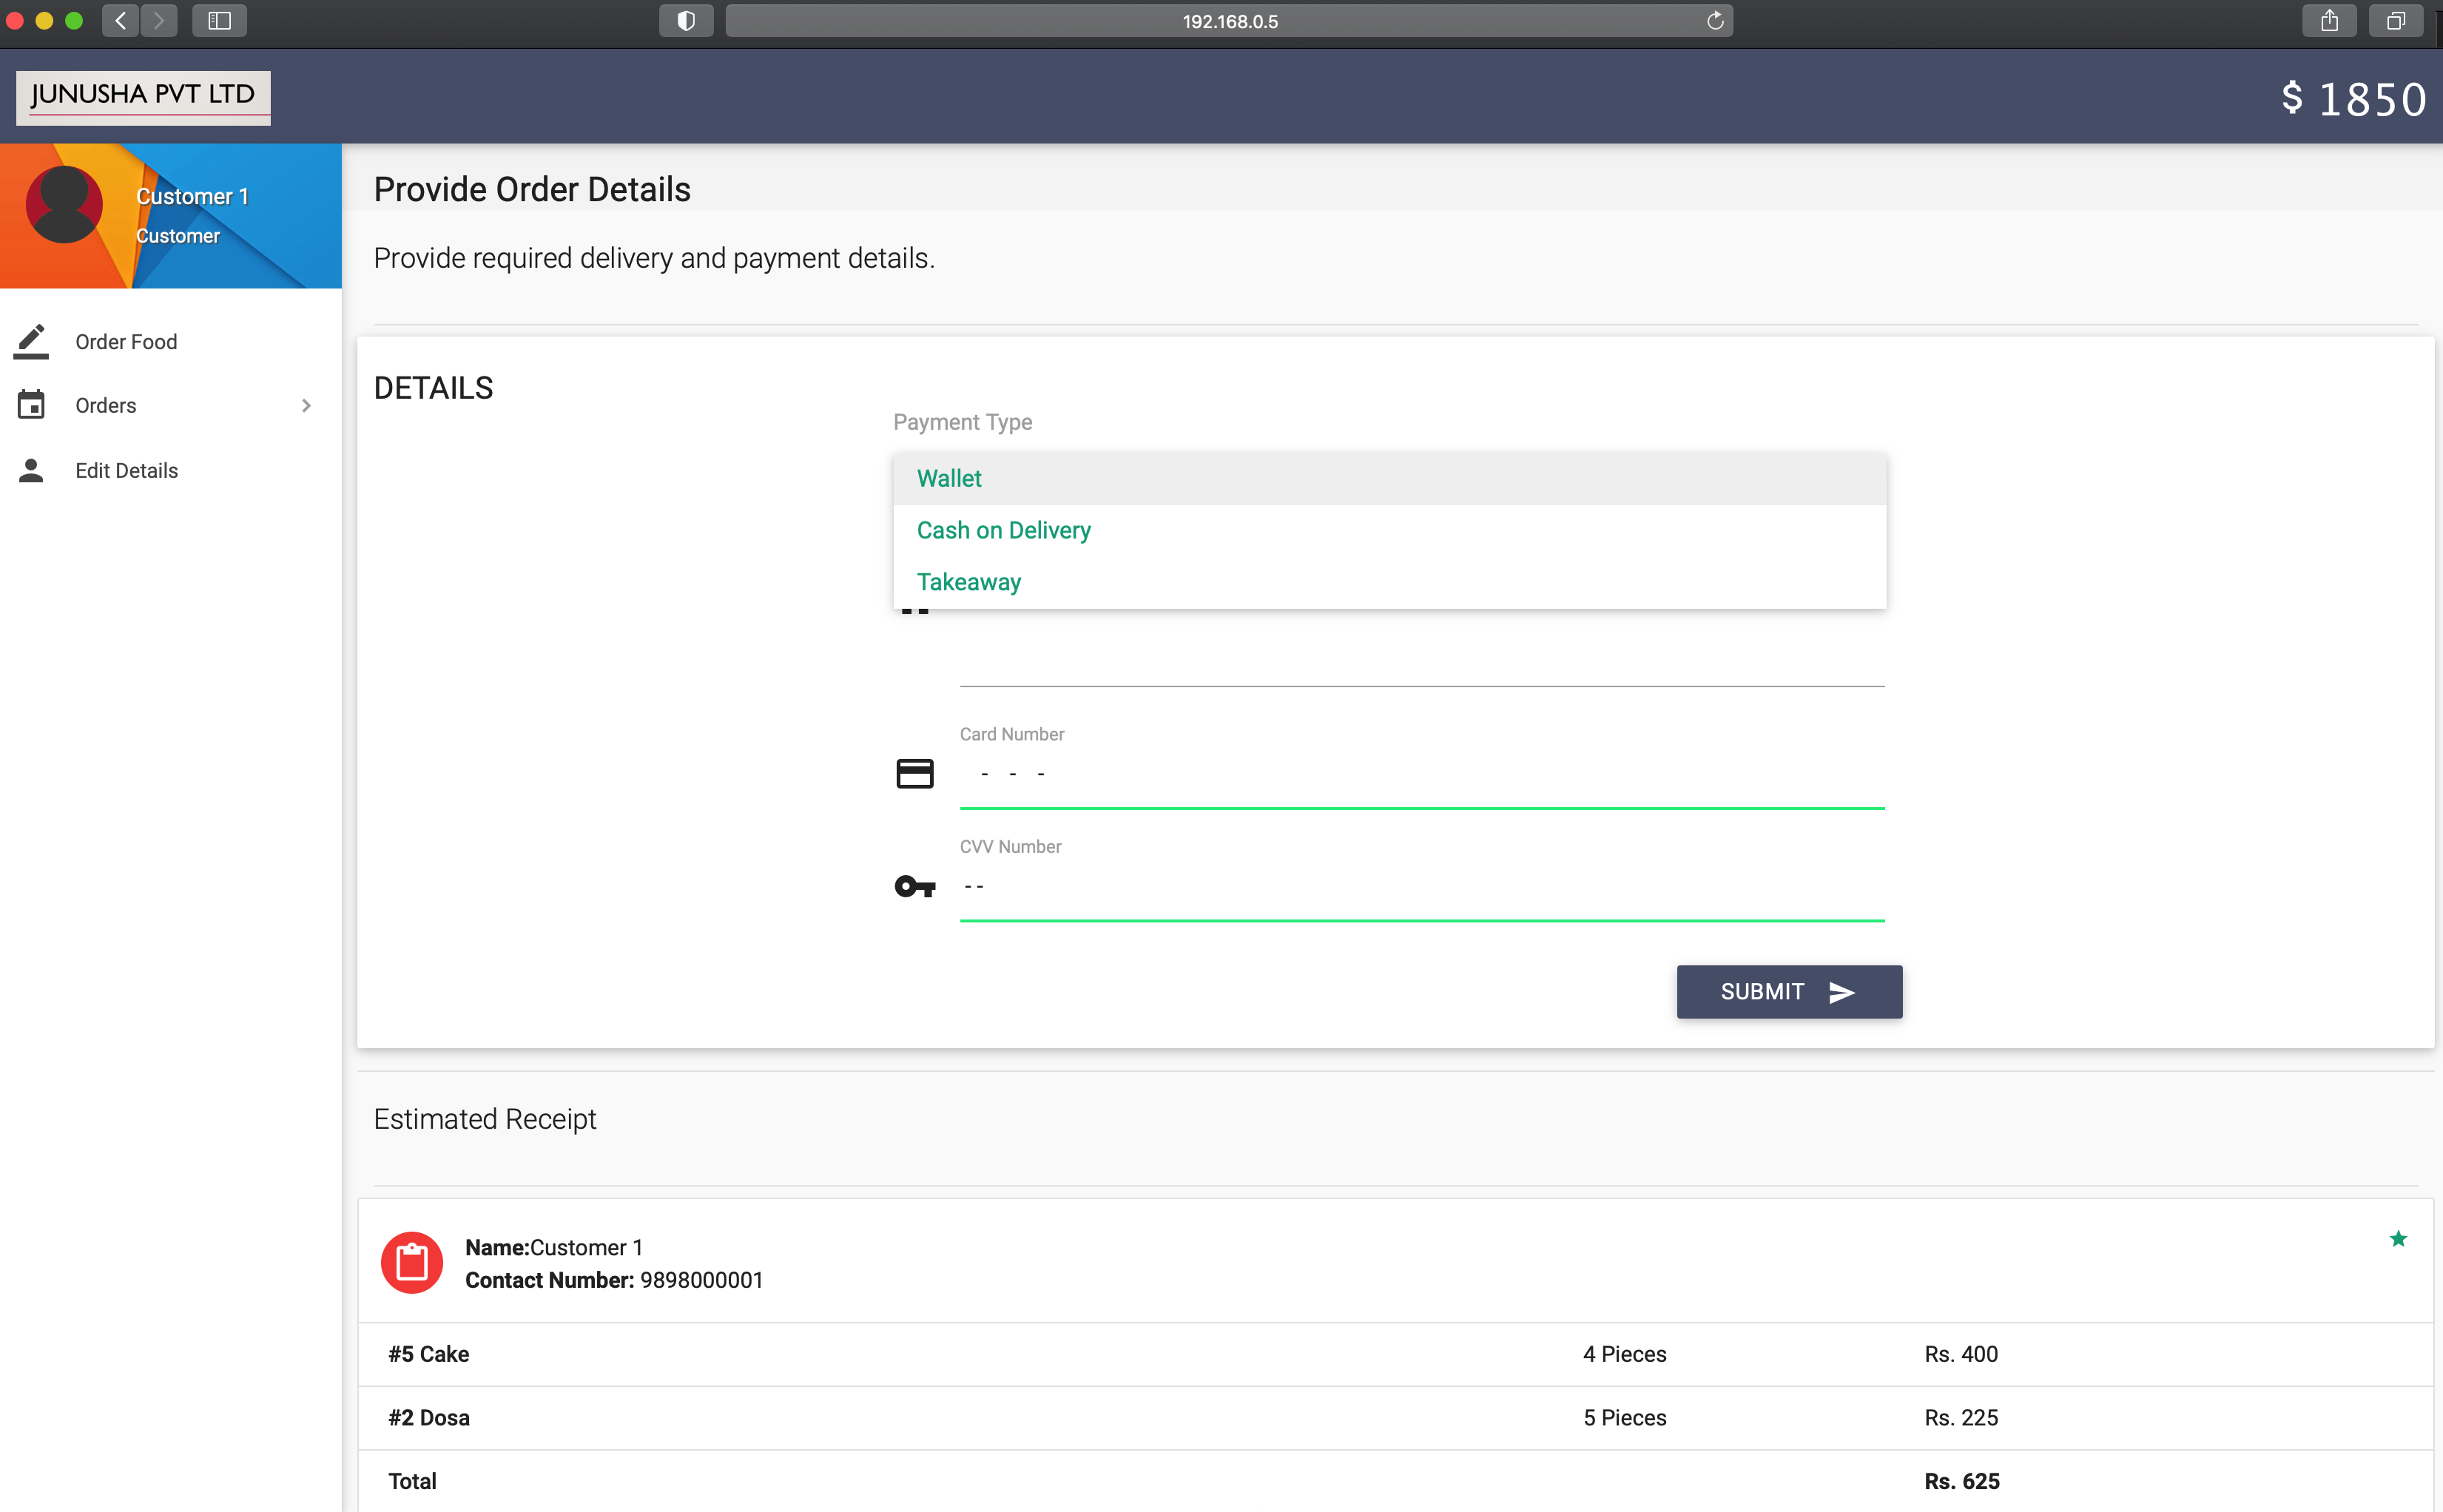 192.168.0.5
JUNUSHA PVT LTD
$ 1850
Customer 1
Customer
Order Food
Orders
Edit Details
Provide Order Details
Provide required delivery and payment details.
DETAILS
Payment Type
Wallet
Cash on Delivery
Takeaway
Card Number
- - -
CVV Number
--
SUBMIT
Estimated Receipt
Name:Customer 1
Contact Number: 9898000001
#5 Cake 4 Pieces Rs. 400
#2 Dosa 5 Pieces Rs. 225
Total Rs. 625